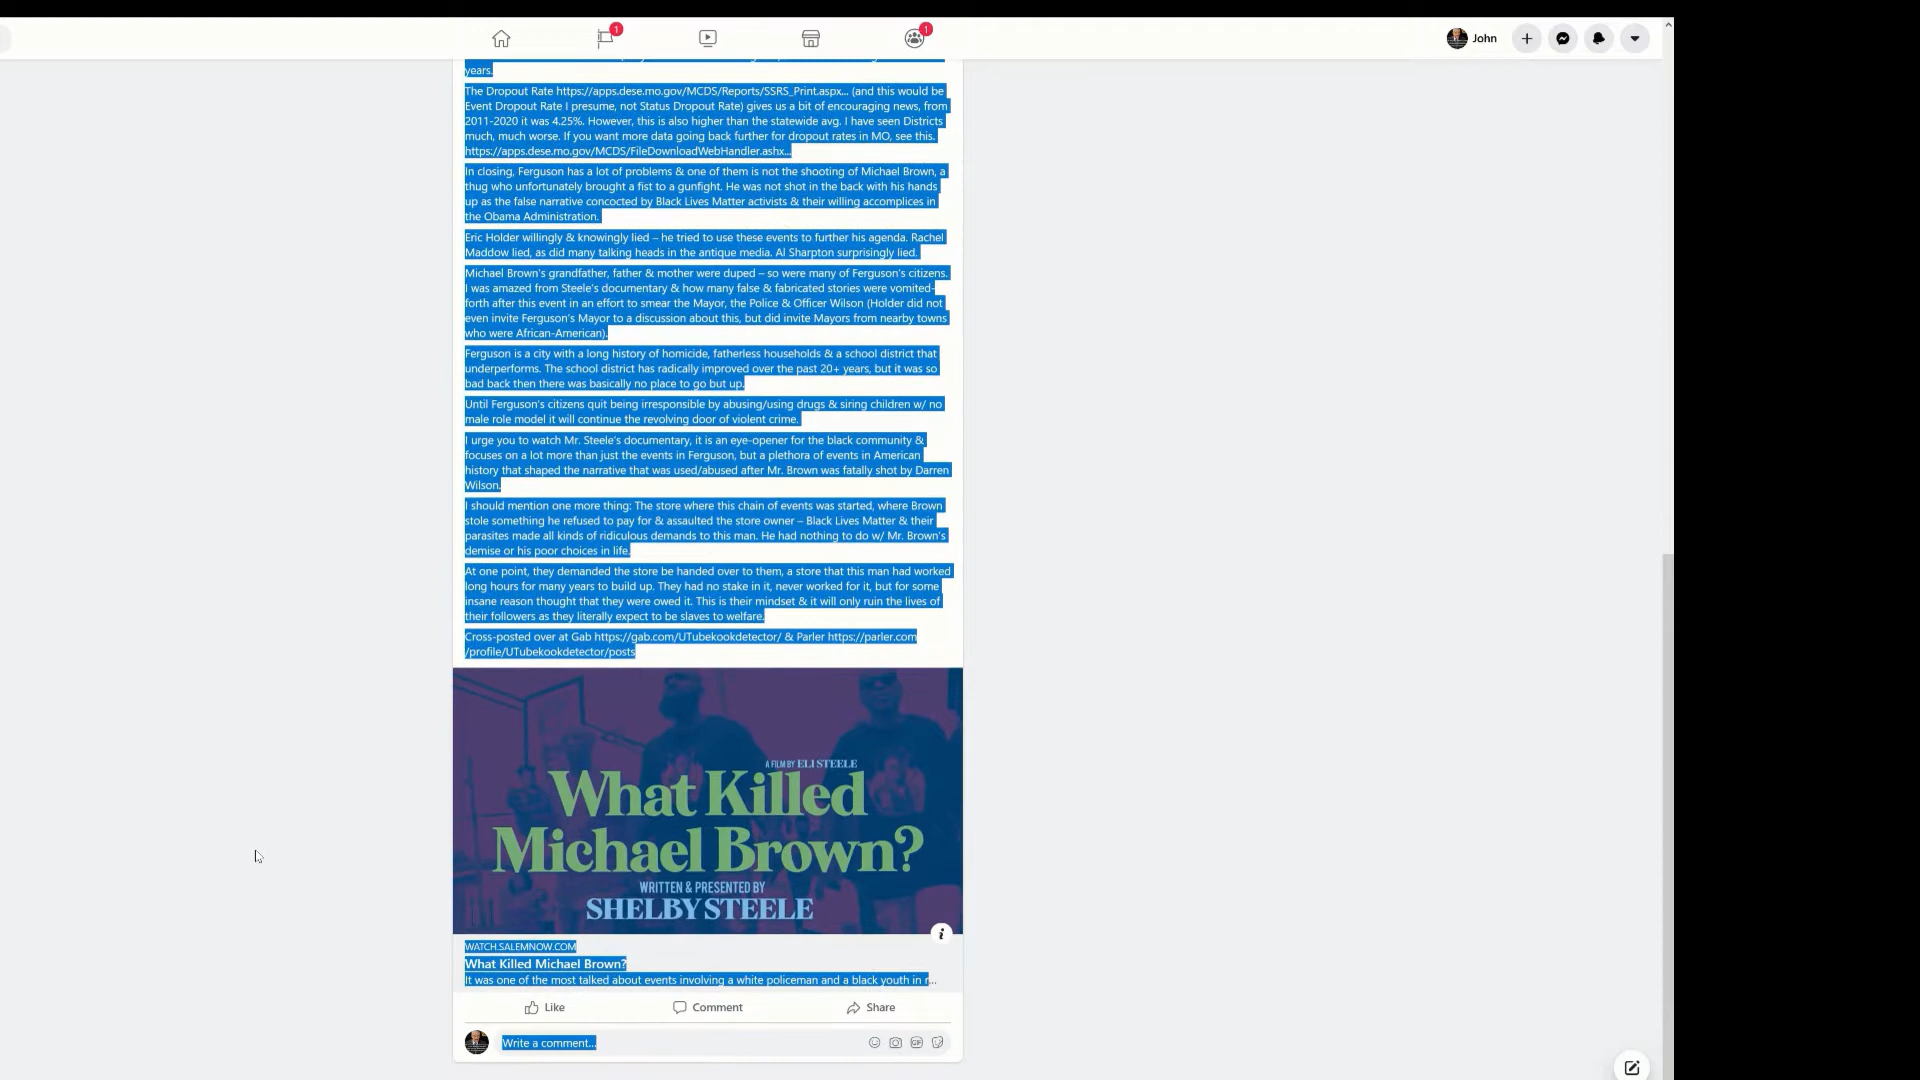 1
1
John
years.
The Dropout Rate https://apps.dese.mo.gov/MCDS/Reports/SSRS_Print.aspx... (and this would be
Event Dropout Rate I presume, not Status Dropout Rate) gives us a bit of encouraging news, from
2011-2020 it was 4.25%. However, this is also higher than the statewide avg. I have seen Districts
much, much worse. If you want more data going back further for dropout rates in MO, see this.
https://apps.dese.mo.gov/MCDS/FileDownloadWebHandler.ashx...
In closing, Ferguson has a lot of problems & one of them is not the shooting of Michael Brown, a
thug who unfortunately brought a fist to a gunfight. He was not shot in the back with his hands
up as the false narrative concocted by Black Lives Matter activists & their willing accomplices in
the Obama Administration.
Eric Holder willingly & knowingly lied – he tried to use these events to further his agenda. Rachel
Maddow lied, as did many talking heads in the antique media. Al Sharpton surprisingly lied.
Michael Brown's grandfather, father & mother were duped – so were many of Ferguson's citizens.
I was amazed from Steele's documentary & how many false & fabricated stories were vomited-
forth after this event in an effort to smear the Mayor, the Police & Officer Wilson (Holder did not
even invite Ferguson's Mayor to a discussion about this, but did invite Mayors from nearby towns
who were African-American).
Ferguson is a city with a long history of homicide, fatherless households & a school district that
underperforms. The school district has radically improved over the past 20+ years, but it was so
bad back then there was basically no place to go but up.
Until Ferguson's citizens quit being irresponsible by abusing/using drugs & siring children w/ no
male role model it will continue the revolving door of violent crime.
I urge you to watch Mr. Steele's documentary, it is an eye-opener for the black community &
focuses on a lot more than just the events in Ferguson, but a plethora of events in American
history that shaped the narrative that was used/abused after Mr. Brown was fatally shot by Darren
Wilson.
I should mention one more thing: The store where this chain of events was started, where Brown
stole something he refused to pay for & assaulted the store owner – Black Lives Matter & their
parasites made all kinds of ridiculous demands to this man. He had nothing to do w/ Mr. Brown's
demise or his poor choices in life.
At one point, they demanded the store be handed over to them, a store that this man had worked
long hours for many years to build up. They had no stake in it, never worked for it, but for some
insane reason thought that they were owed it. This is their mindset & it will only ruin the lives of
their followers as they literally expect to be slaves to welfare.
Cross-posted over at Gab https://gab.com/UTubekookdetector/ & Parler https://parler.com
/profile/UTubekookdetector/posts
A FILM BY ELI STEELE
What Killed
Michael Brown?
WRITTEN & PRESENTED BY
SHELBY STEELE
WATCH.SALEMNOW.COM
What Killed Michael Brown?
It was one of the most talked about events involving a white policeman and a black youth in r...
Like
Comment
Share
Write a comment...
GIF